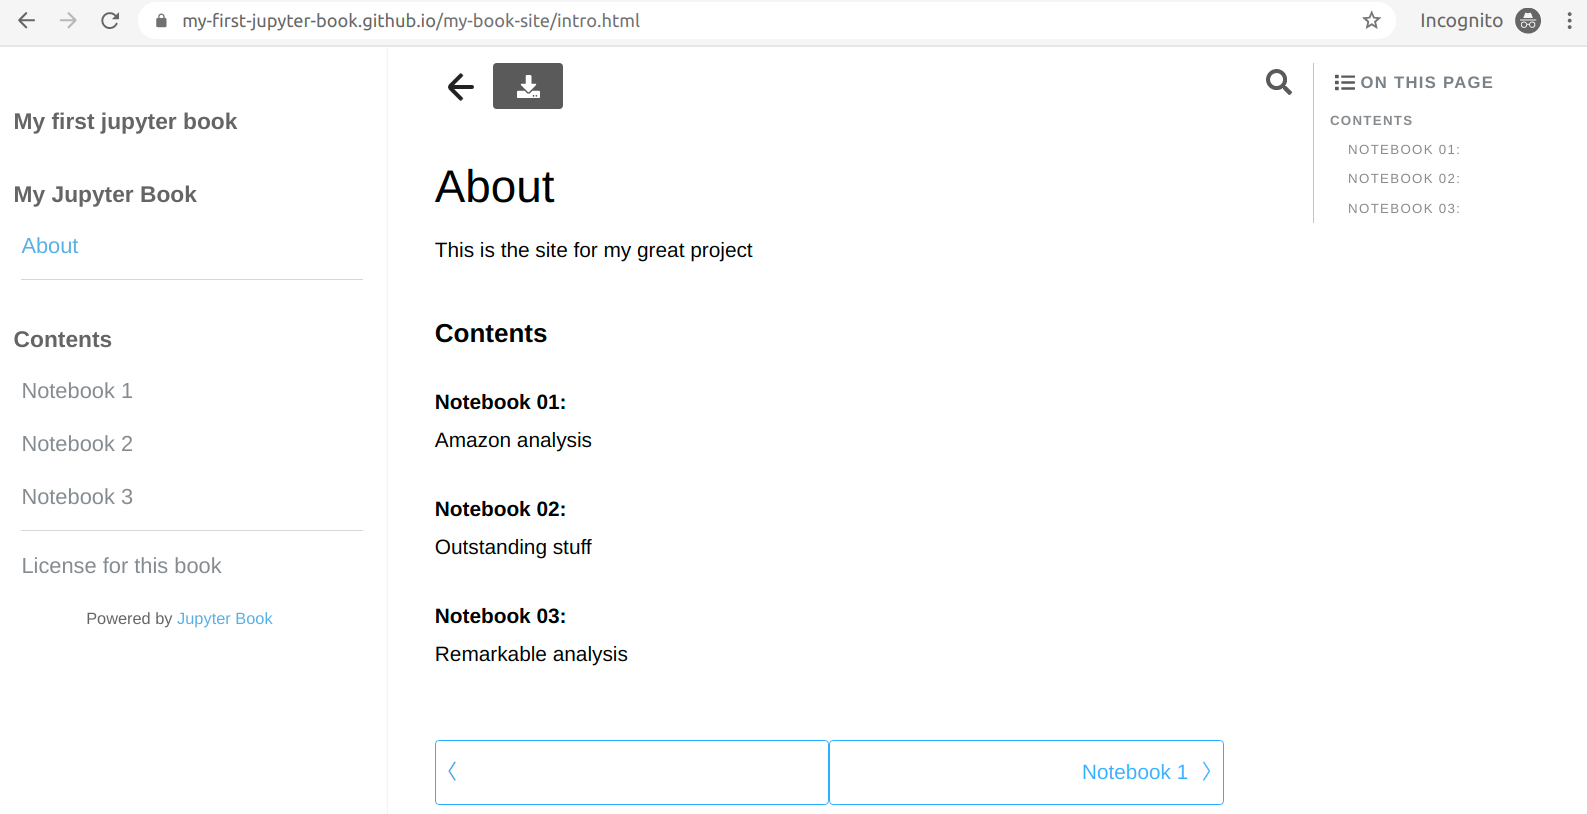 my-first-jupyter-book.github.io/my-book-site/intro.html
Incognito
My first jupyter book
My Jupyter Book
About
Contents
Notebook 1
Notebook 2
Notebook 3
License for this book
Powered by Jupyter Book
About
This is the site for my great project
Contents
Notebook 01:
Amazon analysis
Notebook 02:
Outstanding stuff
Notebook 03:
Remarkable analysis
Notebook 1
ON THIS PAGE
CONTENTS
NOTEBOOK 01:
NOTEBOOK 02:
NOTEBOOK 03: